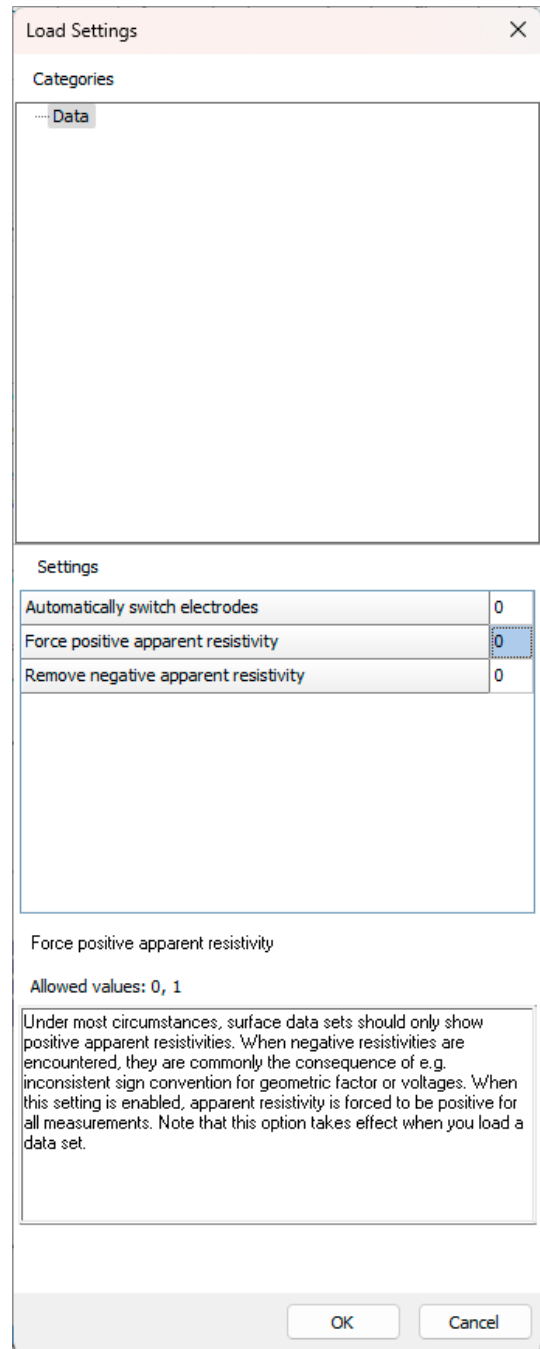 Load Settings
Categories
Data
Settings
Automatically switch electrodes 0
Force positive apparent resistivity 0
Remove negative apparent resistivity 0
Force positive apparent resistivity
Allowed values: 0, 1
Under most circumstances, surface data sets should only show
positive apparent resistivities. When negative resistivities are
encountered, they are commonly the consequence of e.g.
inconsistent sign convention for geometric factor or voltages. When
this setting is enabled, apparent resistivity is forced to be positive for
all measurements. Note that this option takes effect when you load a
data set.
OK Cancel